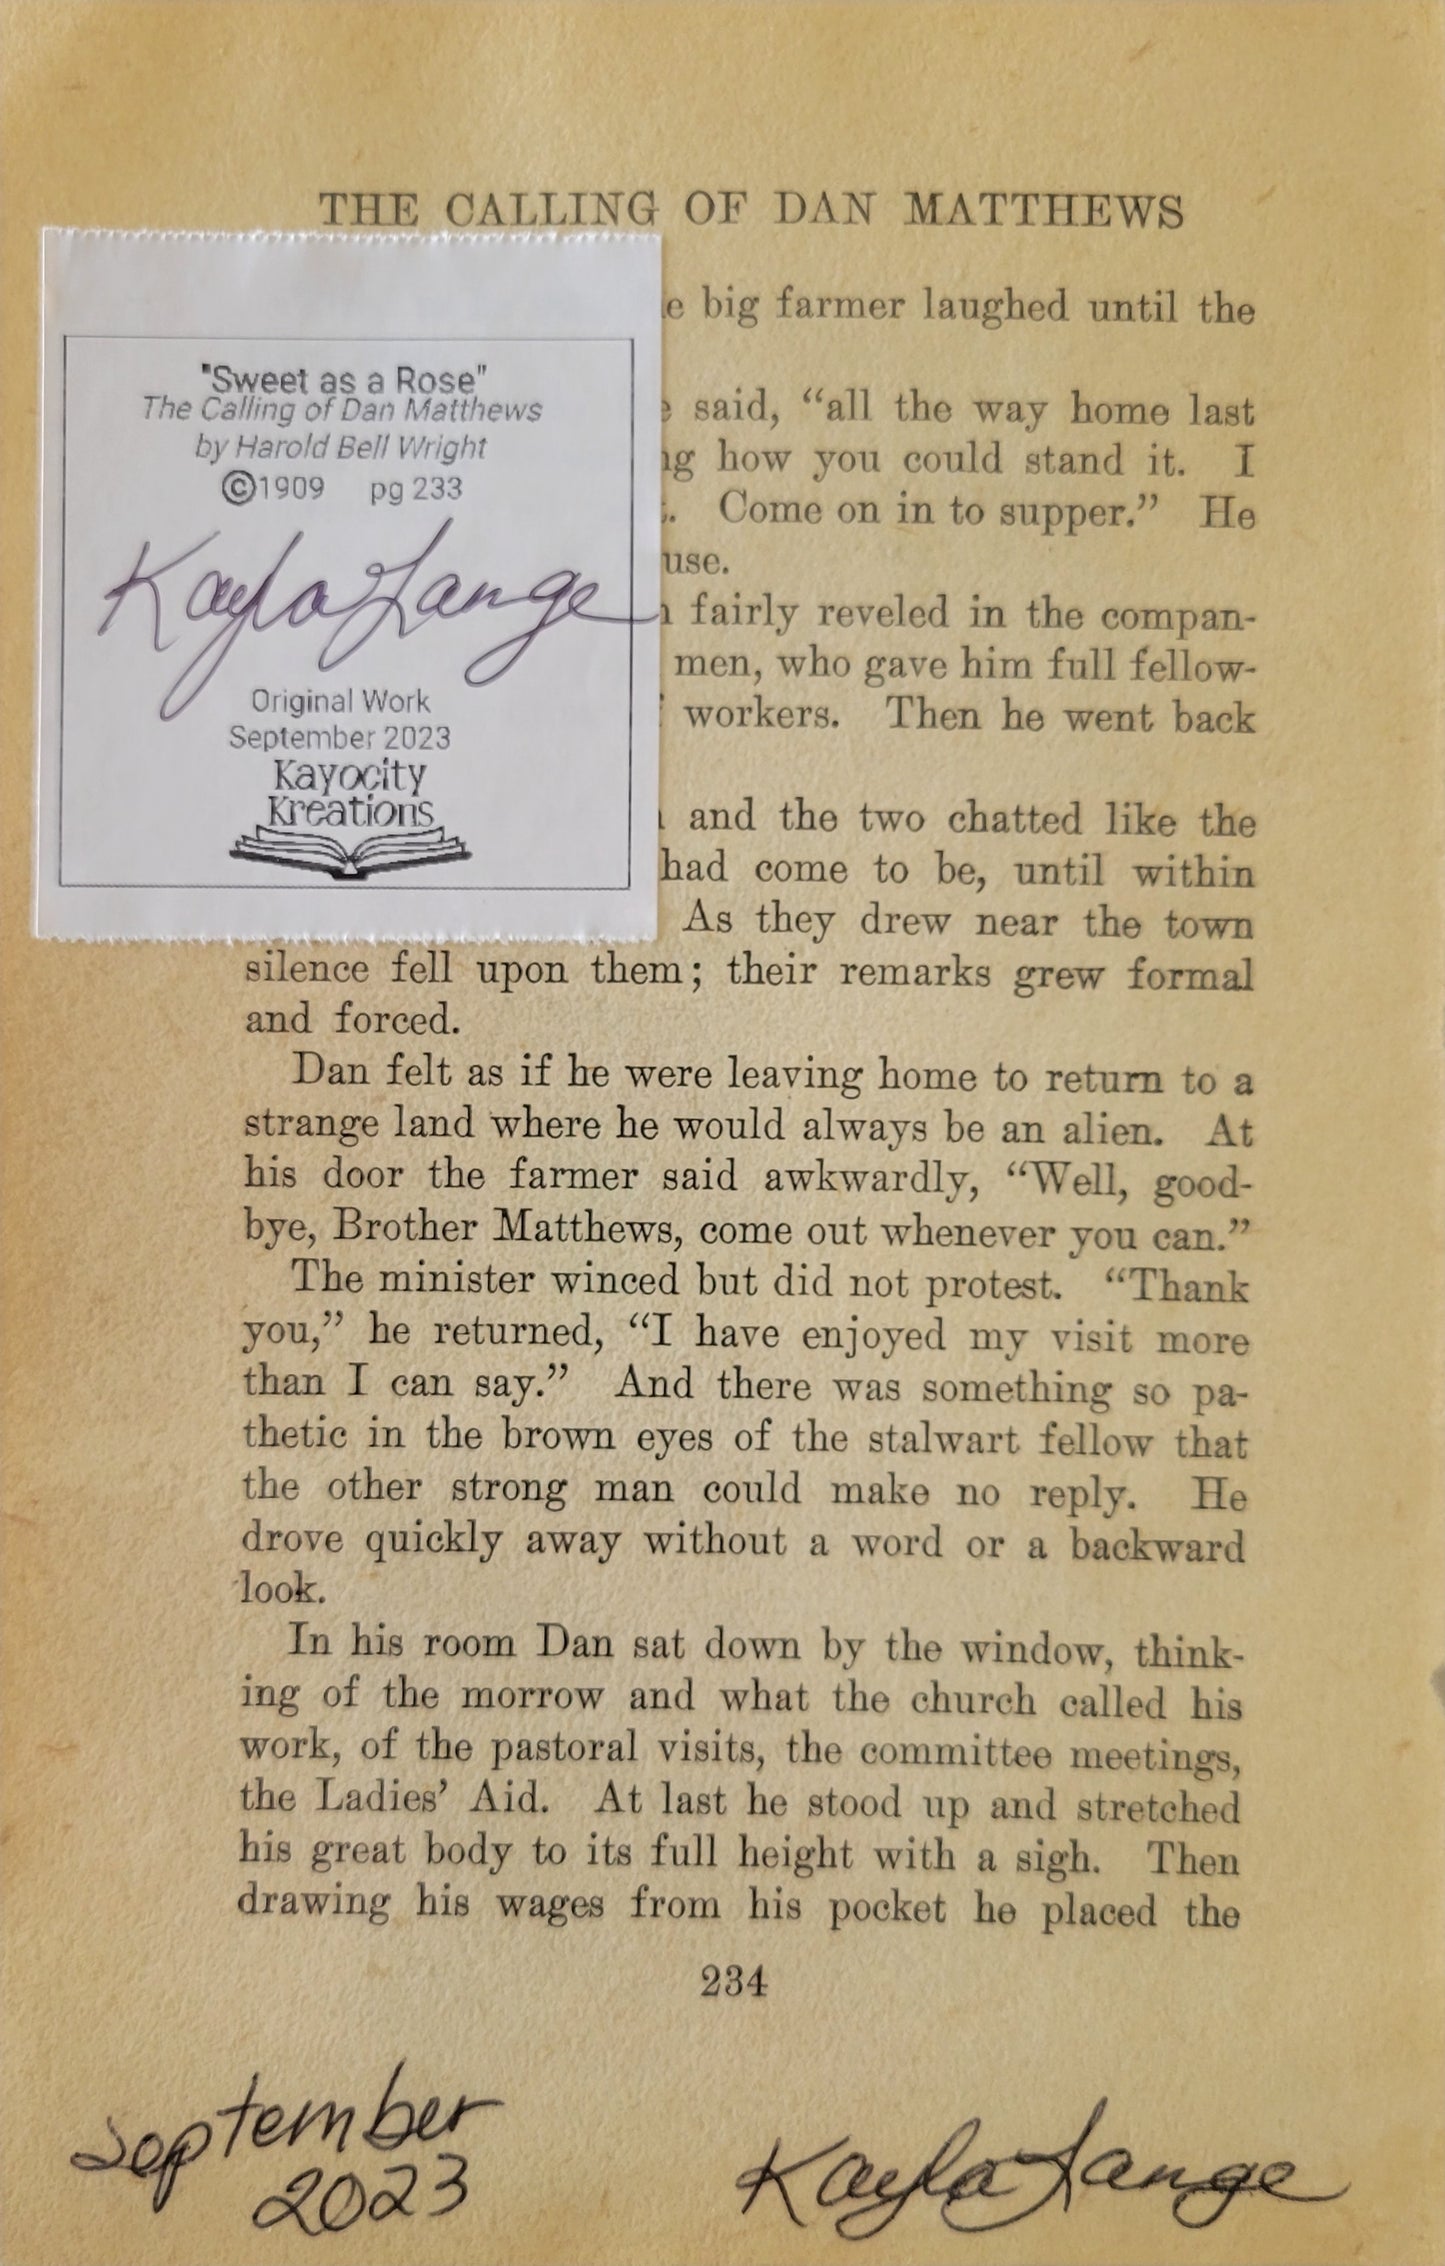 THE CALLING OF DAN MATTHEWS
"Sweet as a Rose"
The Calling of Dan Matthews
by Harold Bell Wright
©1909 pg 233
Kayla Lange
Original Work
September 2023
Kayocity
Kreations
big farmer laughed until the
said, “all the way home last
how you could stand it. I
Come on in to supper.” He
use.
fairly reveled in the compan-
men, who gave him full fellow-
workers. Then he went back
and the two chatted like the
had come to be, until within
As they drew near the town
silence fell upon them; their remarks grew formal
and forced.
Dan felt as if he were leaving home to return to a
strange land where he would always be an alien. At
his door the farmer said awkwardly, “Well, good-
bye, Brother Matthews, come out whenever you can.”
The minister winced but did not protest. “Thank
you,” he returned, “I have enjoyed my visit more
than I can say.” And there was something so pa-
thetic in the brown eyes of the stalwart fellow that
the other strong man could make no reply. He
drove quickly away without a word or a backward
look.
In his room Dan sat down by the window, think-
ing of the morrow and what the church called his
work, of the pastoral visits, the committee meetings,
the Ladies’ Aid. At last he stood up and stretched
his great body to its full height with a sigh. Then
drawing his wages from his pocket he placed the
234
September
2023
Kayla Lange